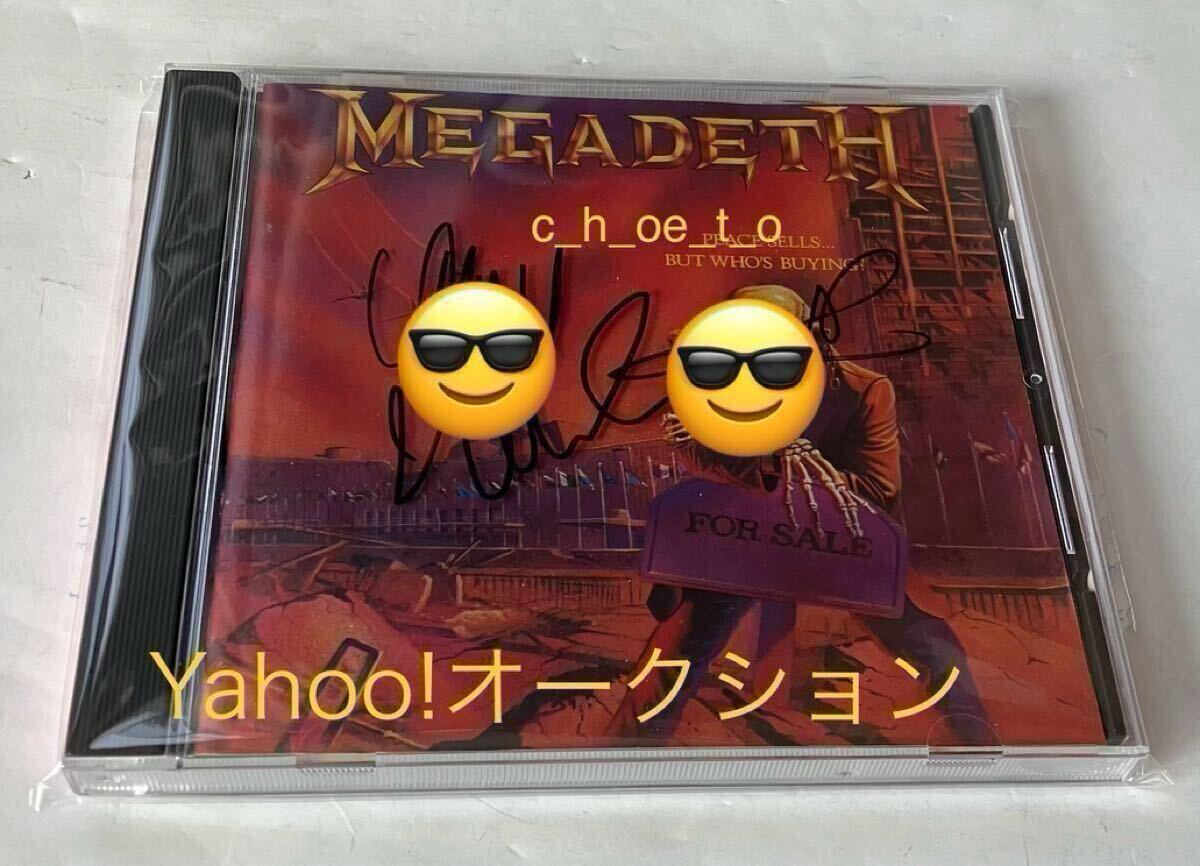 MEGADETH
c_h_oe_t_o
PEACE SELLS...
BUT WHO'S BUYING?
FOR SALE
Yahoo!オークション